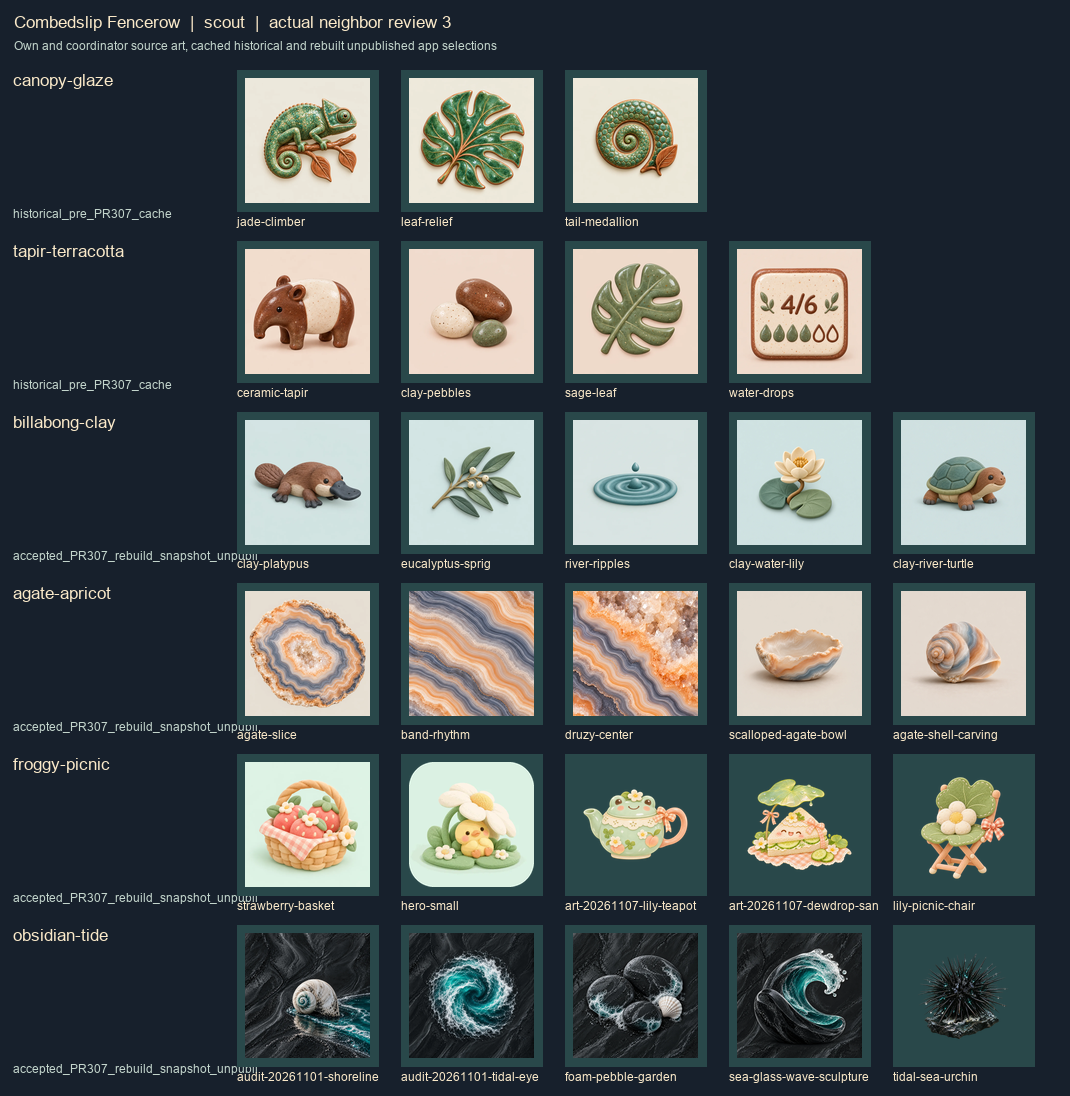 Combedslip Fencerow | scout | actual neighbor review 3
Own and coordinator source art, cached historical and rebuilt unpublished app selections
canopy-glaze
historical_pre_PR307_cache
jade-climber
leaf-relief
tail-medallion
tapir-terracotta
4/6
historical_pre_PR307_cache
ceramic-tapir
clay-pebbles
sage-leaf
water-drops
billabong-clay
accepted_PR307_rebuild_snapshot_unpubli
clay-platypus
eucalyptus-sprig
river-ripples
clay-water-lily
clay-river-turtle
agate-apricot
accepted_PR307_rebuild_snapshot_unpubli
agate-slice
band-rhythm
druzy-center
scalloped-agate-bowl
agate-shell-carving
froggy-picnic
accepted_PR307_rebuild_snapshot_unpubli
strawberry-basket
hero-small
art-20261107-lily-teapot
art-20261107-dewdrop-san
lily-picnic-chair
obsidian-tide
accepted_PR307_rebuild_snapshot_unpubli
audit-20261101-shoreline
audit-20261101-tidal-eye
foam-pebble-garden
sea-glass-wave-sculpture
tidal-sea-urchin